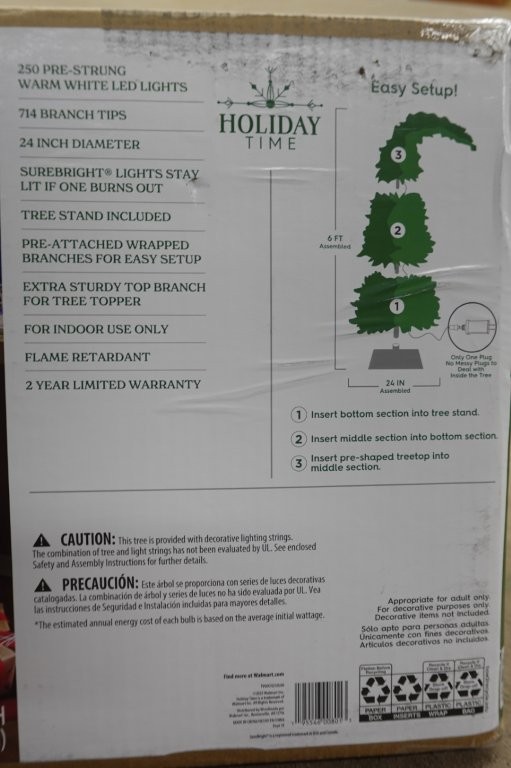 250 PRE-STRUNG
WARM WHITE LED LIGHTS
714 BRANCH TIPS
24 INCH DIAMETER
SUREBRIGHT® LIGHTS STAY
LIT IF ONE BURNS OUT
TREE STAND INCLUDED
PRE-ATTACHED WRAPPED
BRANCHES FOR EASY SETUP
EXTRA STURDY TOP BRANCH
FOR TREE TOPPER
FOR INDOOR USE ONLY
FLAME RETARDANT
2 YEAR LIMITED WARRANTY
HOLIDAY
TIME
Easy Setup!
3
2
6 FT
Assembled
1
Only One Plug
No Messy Plugs to
Deal with
Inside the Tree
24 IN
Assembled
1 Insert bottom section into tree stand.
2 Insert middle section into bottom section.
3 Insert pre-shaped treetop into
middle section.
CAUTION: This tree is provided with decorative lighting strings.
The combination of tree and light strings has not been evaluated by UL. See enclosed
Safety and Assembly Instructions for further details.
PRECAUCIÓN: Este árbol se proporciona con series de luces decorativas
catalogadas. La combinación de árbol y series de luces no ha sido evaluada por UL. Vea
las instrucciones de Seguridad e Instalación incluidas para mayores detalles.
*The estimated annual energy cost of each bulb is based on the average initial wattage.
Appropriate for adult only.
For decorative purposes only.
Decorative items not included.
Sólo apto para personas adultas.
Únicamente con fines decorativos.
Artículos decorativos no incluidos.
Find more at Walmart.com
PAPER
BOX
PAPER
INSERTS
PLASTIC
WRAP
PLASTIC
BAG